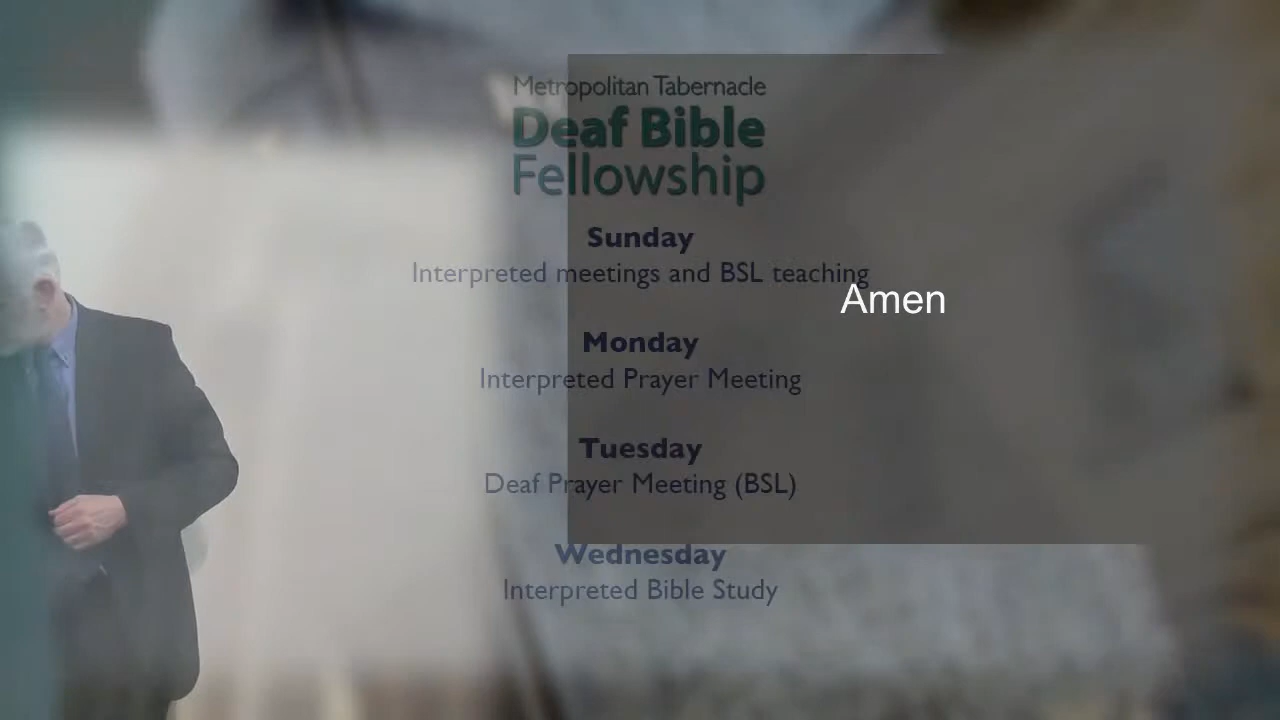 Metropolitan Tabernacle
Deaf Bible
Fellowship
Sunday
Interpreted meetings and BSL teaching
Amen
Monday
Interpreted Prayer Meeting
Tuesday
Deaf Prayer Meeting (BSL)
Wednesday
Interpreted Bible Study